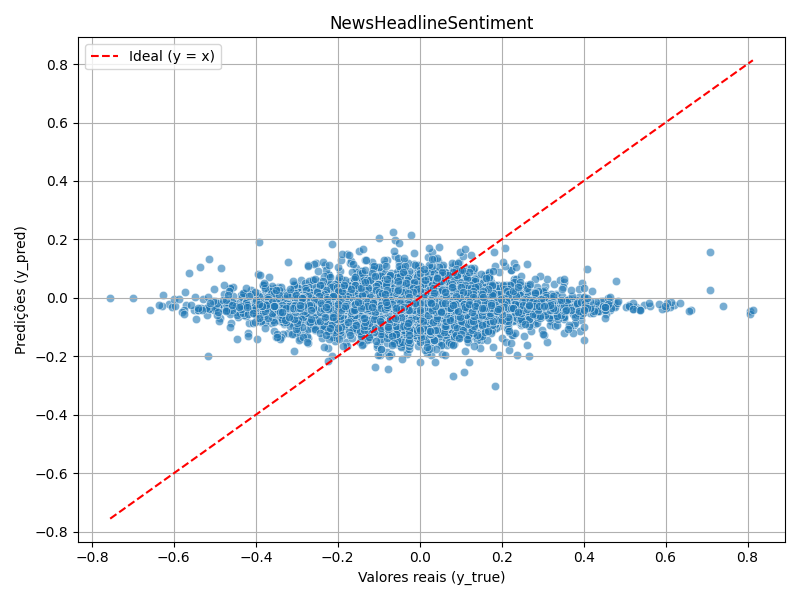 NewsHeadlineSentiment
Ideal (y = x)
0.8
0.6
0.4
0.2
0.0
−0.2
−0.4
−0.6
−0.8
Predições (y_pred)
−0.8 −0.6 −0.4 −0.2 0.0 0.2 0.4 0.6 0.8
Valores reais (y_true)